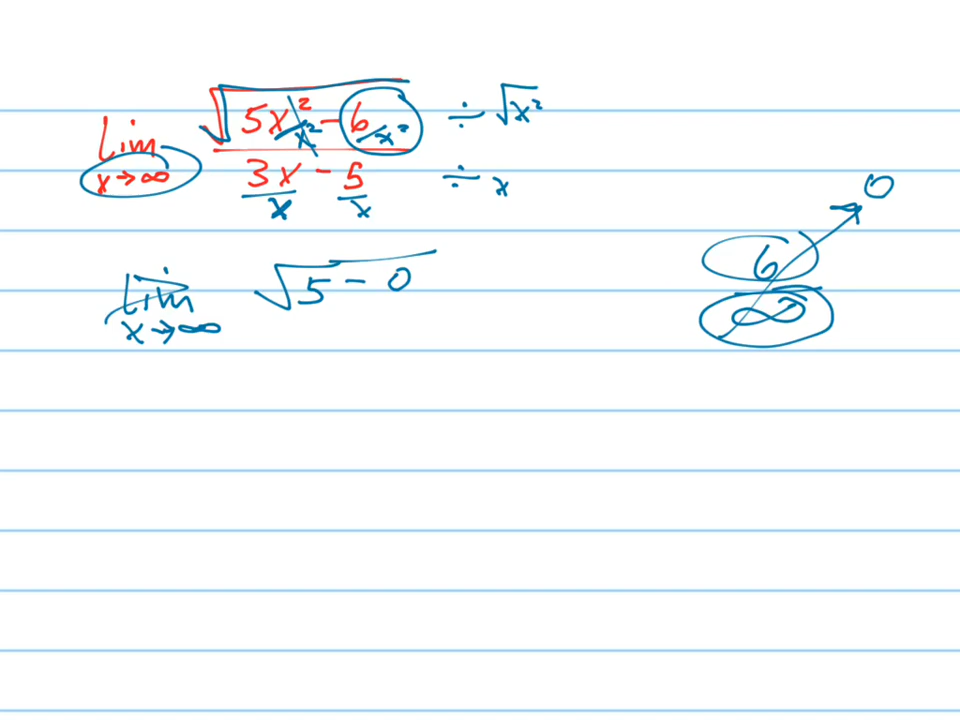 √5x²/x² - 6/x² ÷ √x²
Lim
x→∞ 3x/x - 5/x ÷ x
0
Lim √5 - 0 6
x→∞ ∞